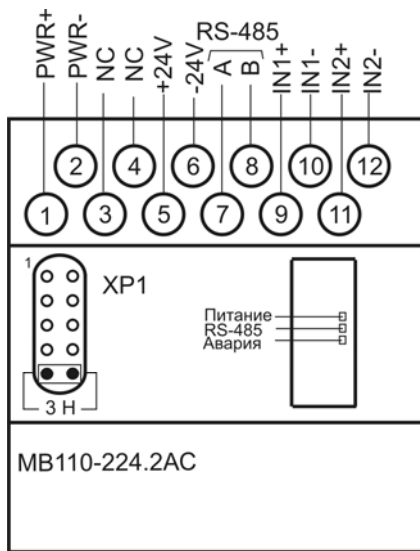 RS-485
PWR+
PWR-
NC
NC
+24V
-24V
A
B
IN1+
IN1-
IN2+
IN2-
2 4 6 8 10 12
1 3 5 7 9 11
1
XP1
Питание
RS-485
Авария
3 H
МВ110-224.2АС